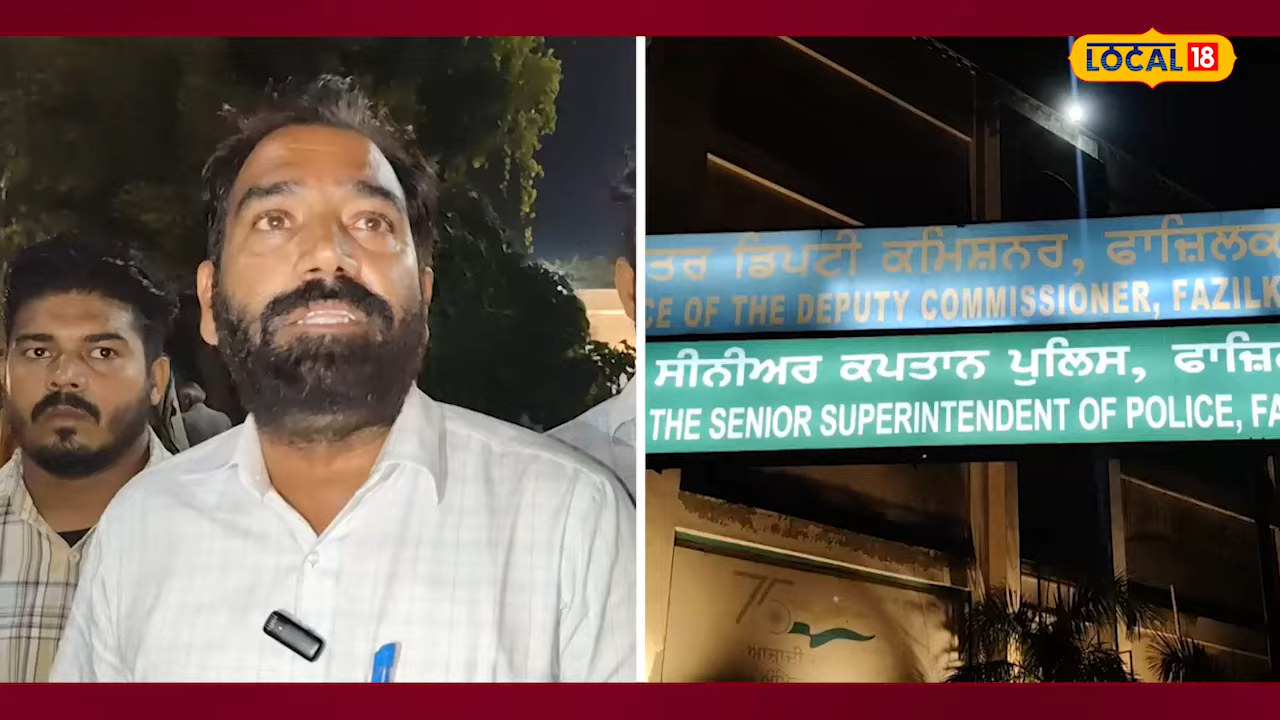 LOCAL 18
ਤਰ ਡਿਪਟੀ ਕਮਿਸ਼ਨਰ, ਫਾਜ਼ਿਲਕ
CE OF THE DEPUTY COMMISSIONER, FAZILK
ਸੀਨੀਅਰ ਕਪਤਾਨ ਪੁਲਿਸ, ਫਾਜ਼ਿਲ
THE SENIOR SUPERINTENDENT OF POLICE, FA
75
ਆਜ਼ਾਦੀ